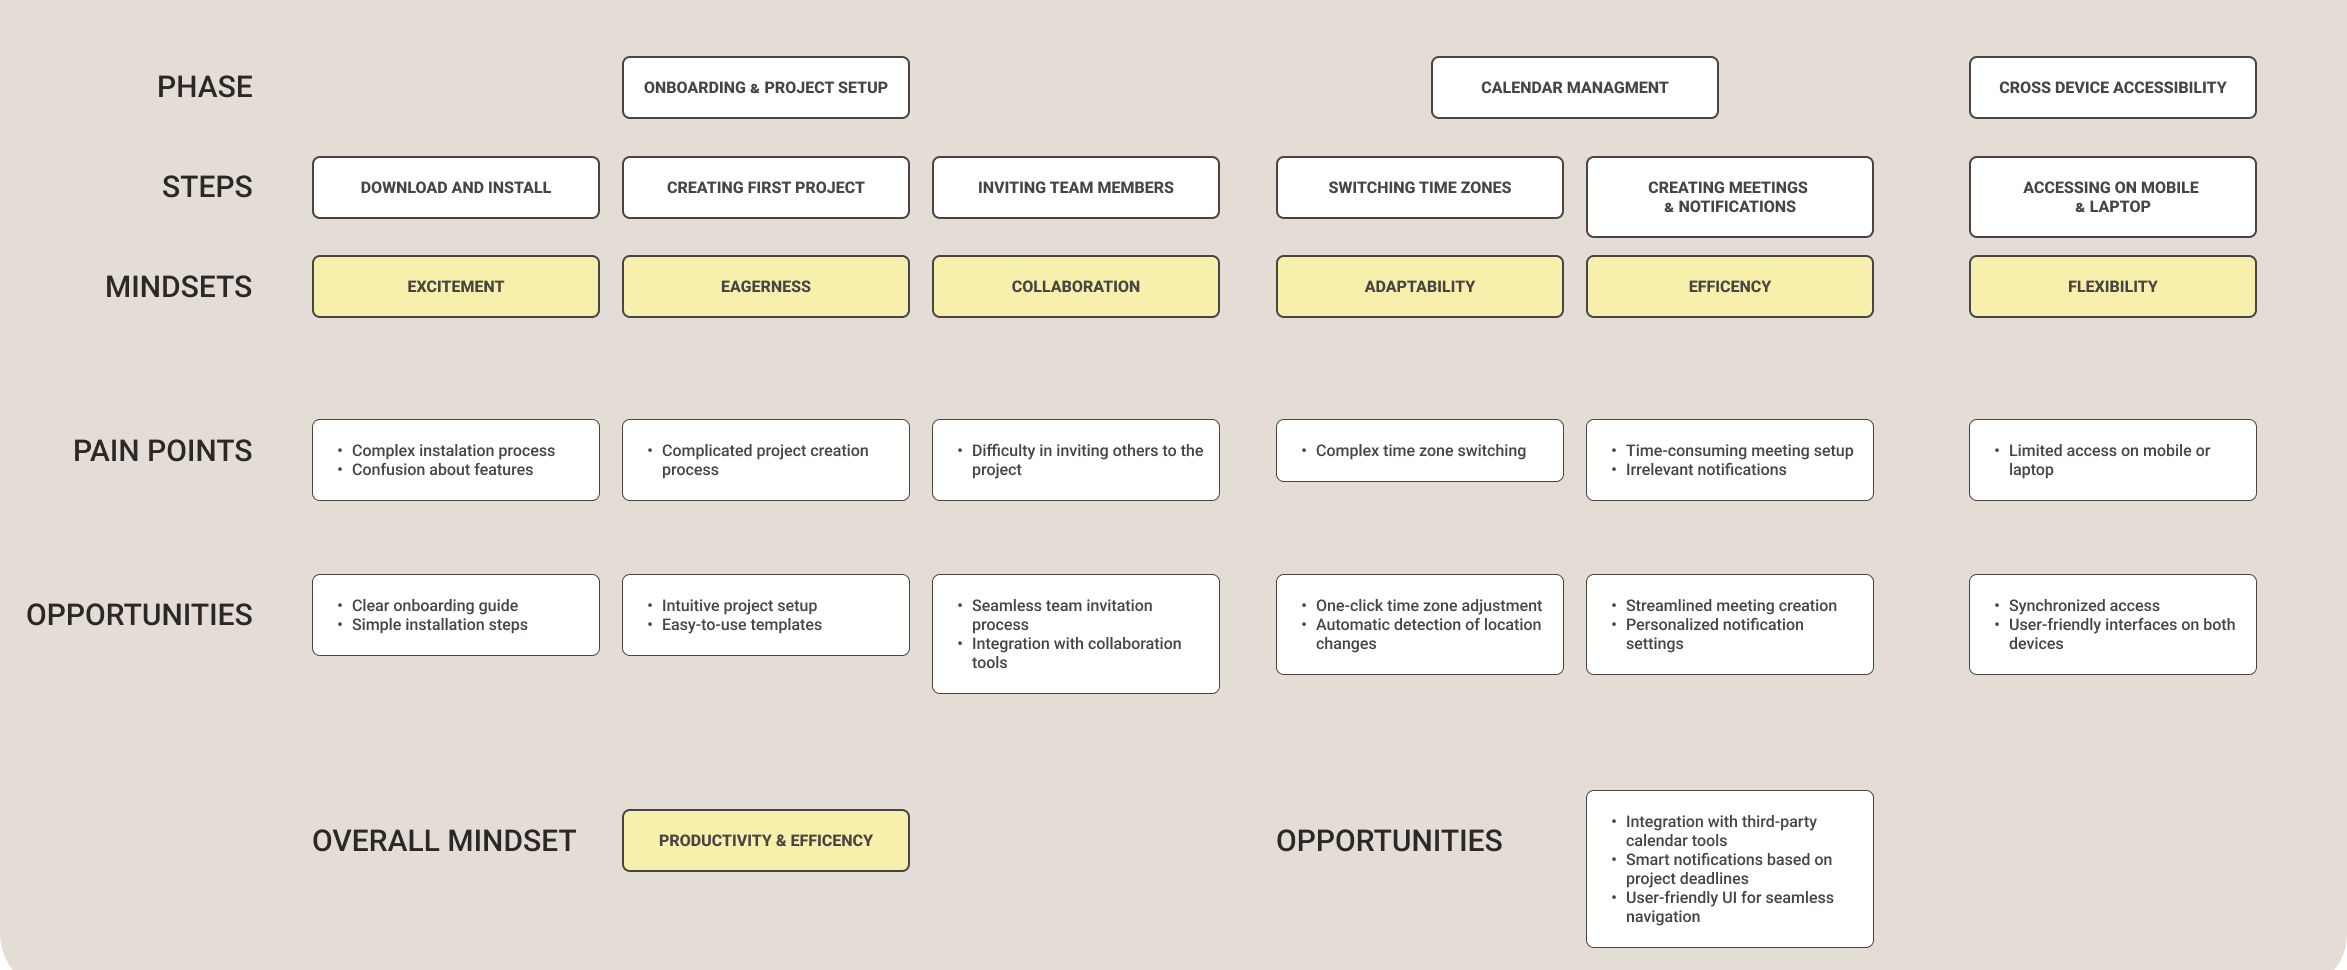 PHASE
ONBOARDING & PROJECT SETUP
CALENDAR MANAGMENT
CROSS DEVICE ACCESSIBILITY
STEPS
DOWNLOAD AND INSTALL
CREATING FIRST PROJECT
INVITING TEAM MEMBERS
SWITCHING TIME ZONES
CREATING MEETINGS
& NOTIFICATIONS
ACCESSING ON MOBILE
& LAPTOP
MINDSETS
EXCITEMENT
EAGERNESS
COLLABORATION
ADAPTABILITY
EFFICENCY
FLEXIBILITY
PAIN POINTS
• Complex instalation process
• Confusion about features
• Complicated project creation
process
• Difficulty in inviting others to the
project
• Complex time zone switching
• Time-consuming meeting setup
• Irrelevant notifications
• Limited access on mobile or
laptop
OPPORTUNITIES
• Clear onboarding guide
• Simple installation steps
• Intuitive project setup
• Easy-to-use templates
• Seamless team invitation
process
• Integration with collaboration
tools
• One-click time zone adjustment
• Automatic detection of location
changes
• Streamlined meeting creation
• Personalized notification
settings
• Synchronized access
• User-friendly interfaces on both
devices
OVERALL MINDSET
PRODUCTIVITY & EFFICENCY
OPPORTUNITIES
• Integration with third-party
calendar tools
• Smart notifications based on
project deadlines
• User-friendly UI for seamless
navigation